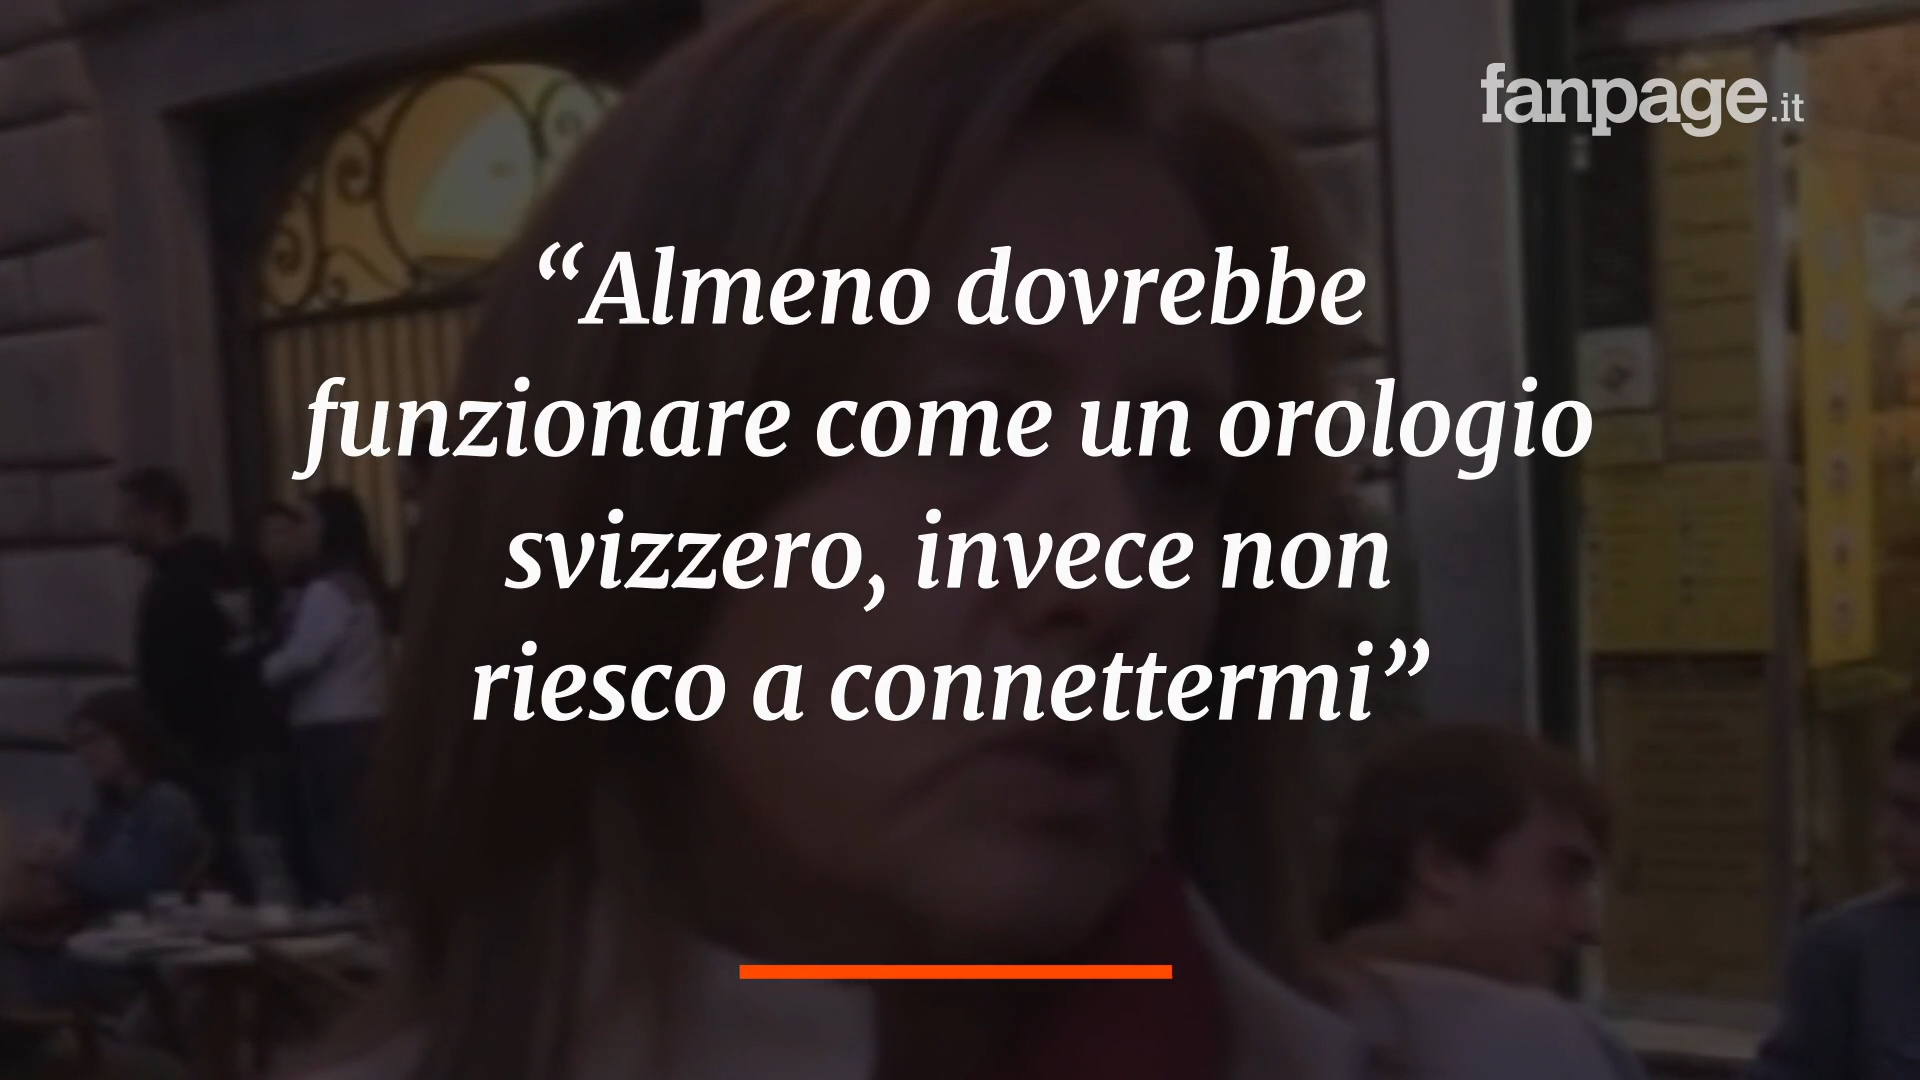 fanpage.it
“Almeno dovrebbe
funzionare come un orologio
svizzero, invece non
riesco a connettermi”